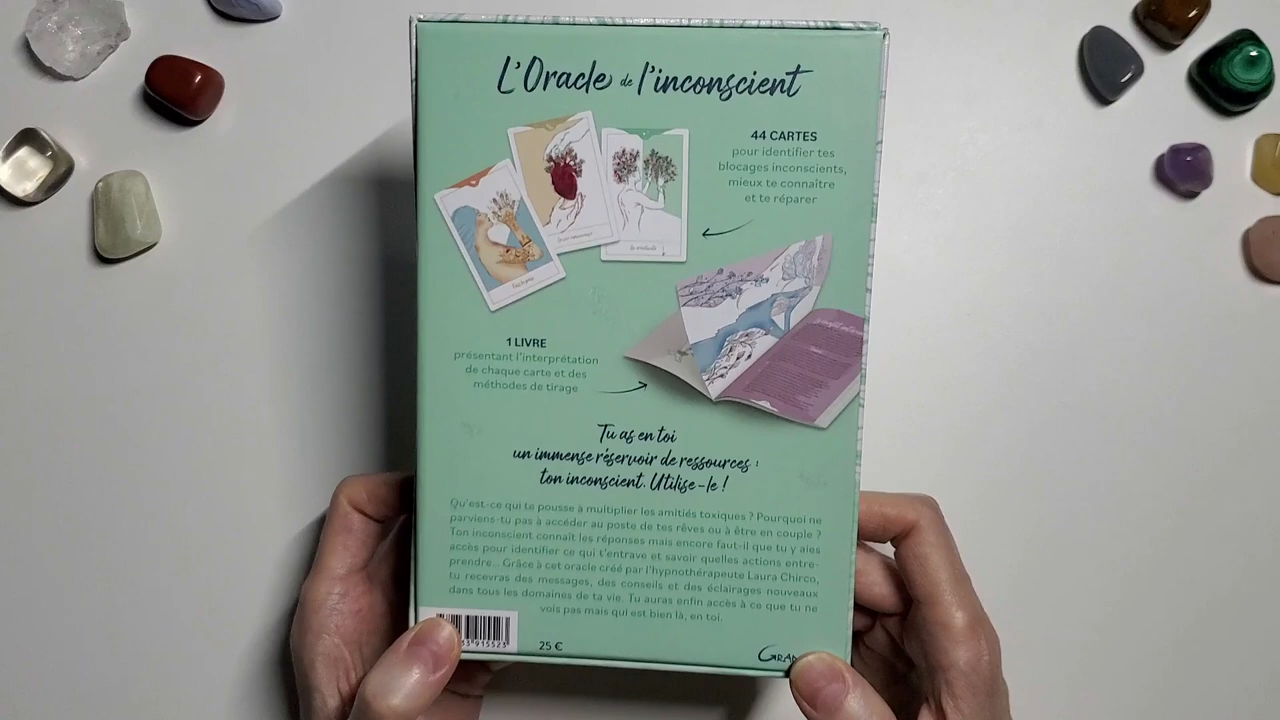 L'Oracle de l'inconscient
44 CARTES
pour identifier tes
blocages inconscients,
mieux te connaître
et te réparer
1 LIVRE
présentant l'interprétation
de chaque carte et des
méthodes de tirage
Tu as en toi
un immense réservoir de ressources :
ton inconscient. Utilise-le !
Qu'est-ce qui te pousse à multiplier les amitiés toxiques ? Pourquoi ne
parviens-tu pas à accéder au poste de tes rêves ou à être en couple ?
Ton inconscient connaît les réponses mais encore faut-il que tu y aies
accès pour identifier ce qui t'entrave et savoir quelles actions entre-
prendre... Grâce à cet oracle créé par l'hypnothérapeute Laura Chirco,
tu recevras des messages, des conseils et des éclairages nouveaux
dans tous les domaines de ta vie. Tu auras enfin accès à ce que tu ne
vois pas mais qui est bien là, en toi.
915523
25 €